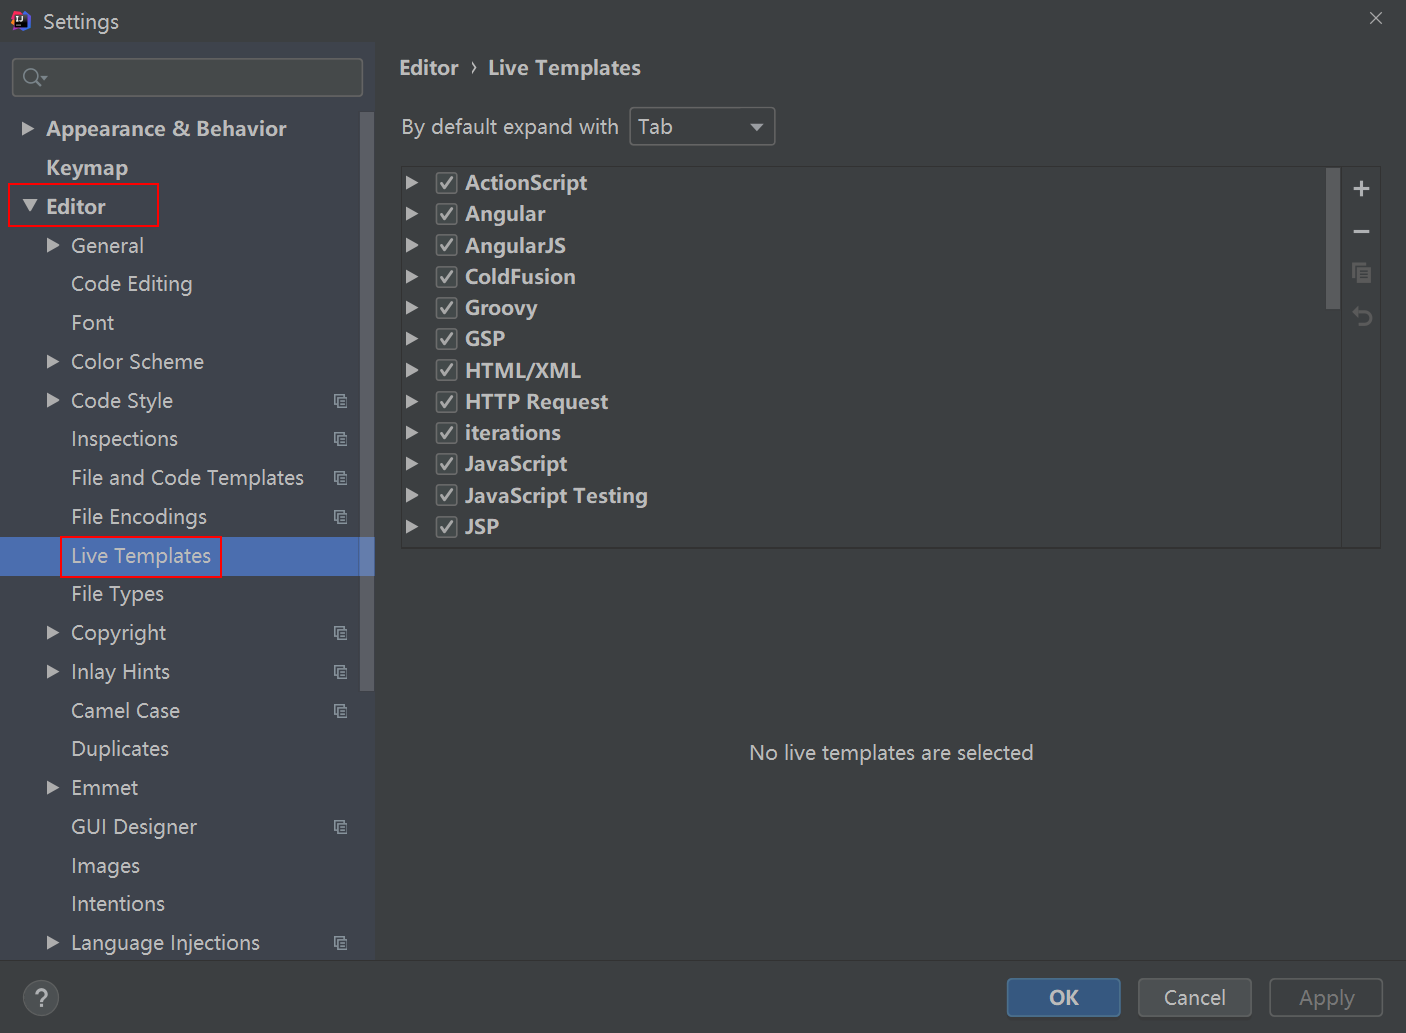 Settings
Appearance & Behavior
Keymap
Editor
General
Code Editing
Font
Color Scheme
Code Style
Inspections
File and Code Templates
File Encodings
Live Templates
File Types
Copyright
Inlay Hints
Camel Case
Duplicates
Emmet
GUI Designer
Images
Intentions
Language Injections
Editor › Live Templates
By default expand with Tab
ActionScript
Angular
AngularJS
ColdFusion
Groovy
GSP
HTML/XML
HTTP Request
iterations
JavaScript
JavaScript Testing
JSP
No live templates are selected
?
OK Cancel Apply